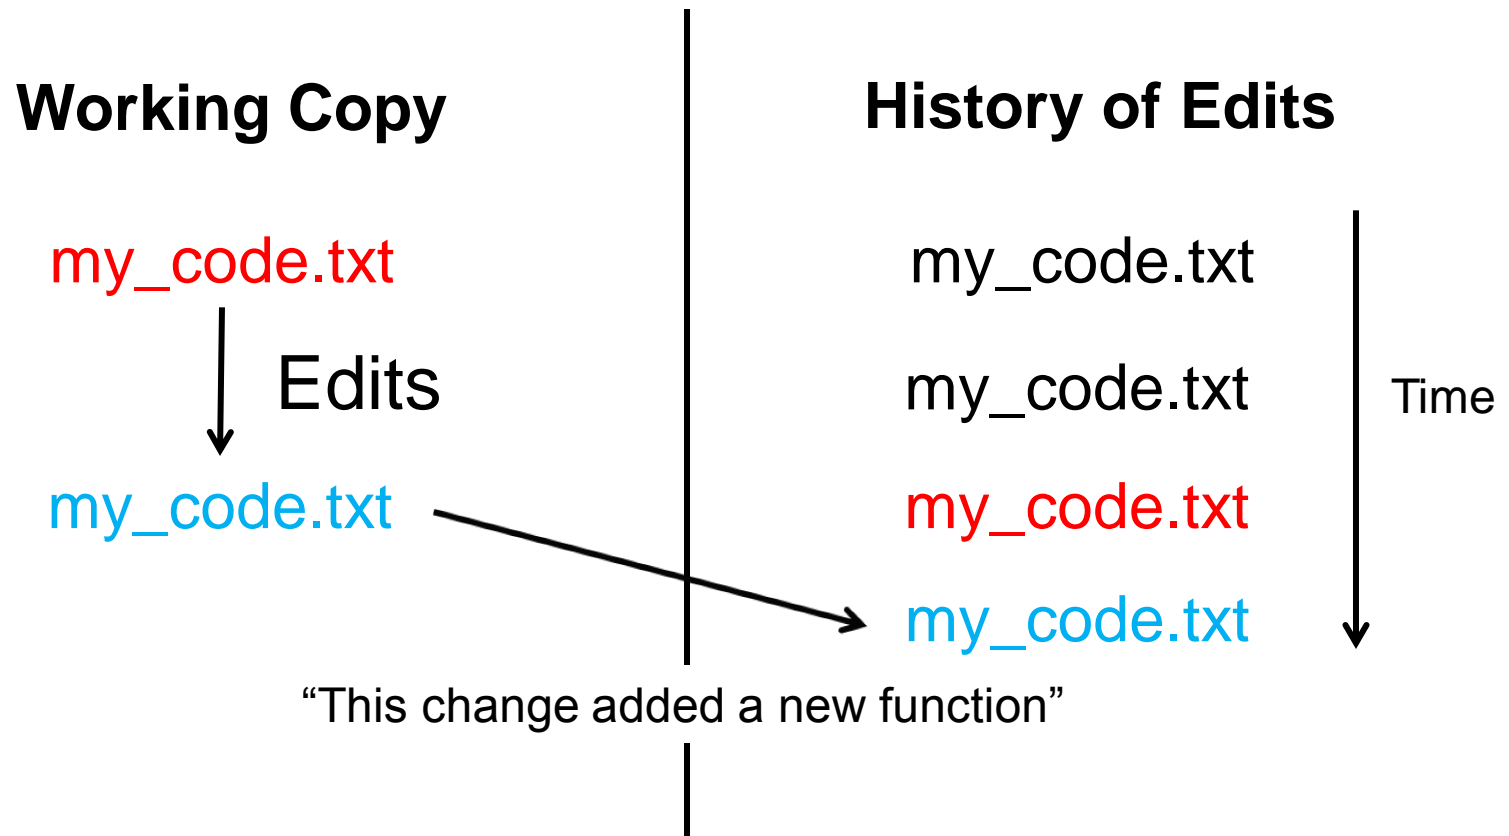 Working Copy
my_code.txt
Edits
my_code.txt
History of Edits
my_code.txt
my_code.txt
my_code.txt
my_code.txt
Time
“This change added a new function”